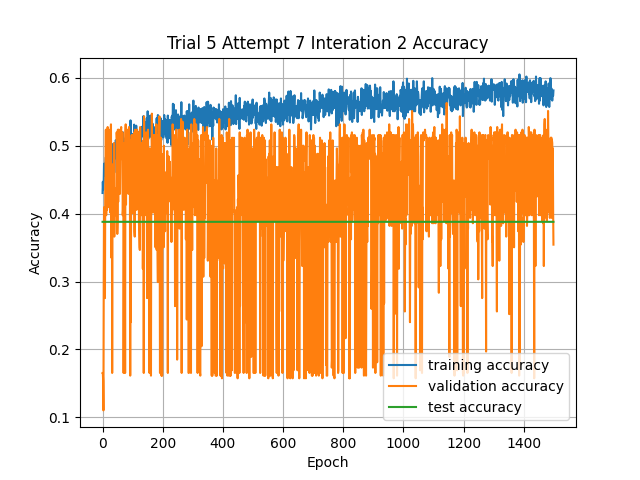 Trial 5 Attempt 7 Interation 2 Accuracy
0.6
0.5
0.4
0.3
0.2
0.1
Accuracy
training accuracy
validation accuracy
test accuracy
0 200 400 600 800 1000 1200 1400
Epoch